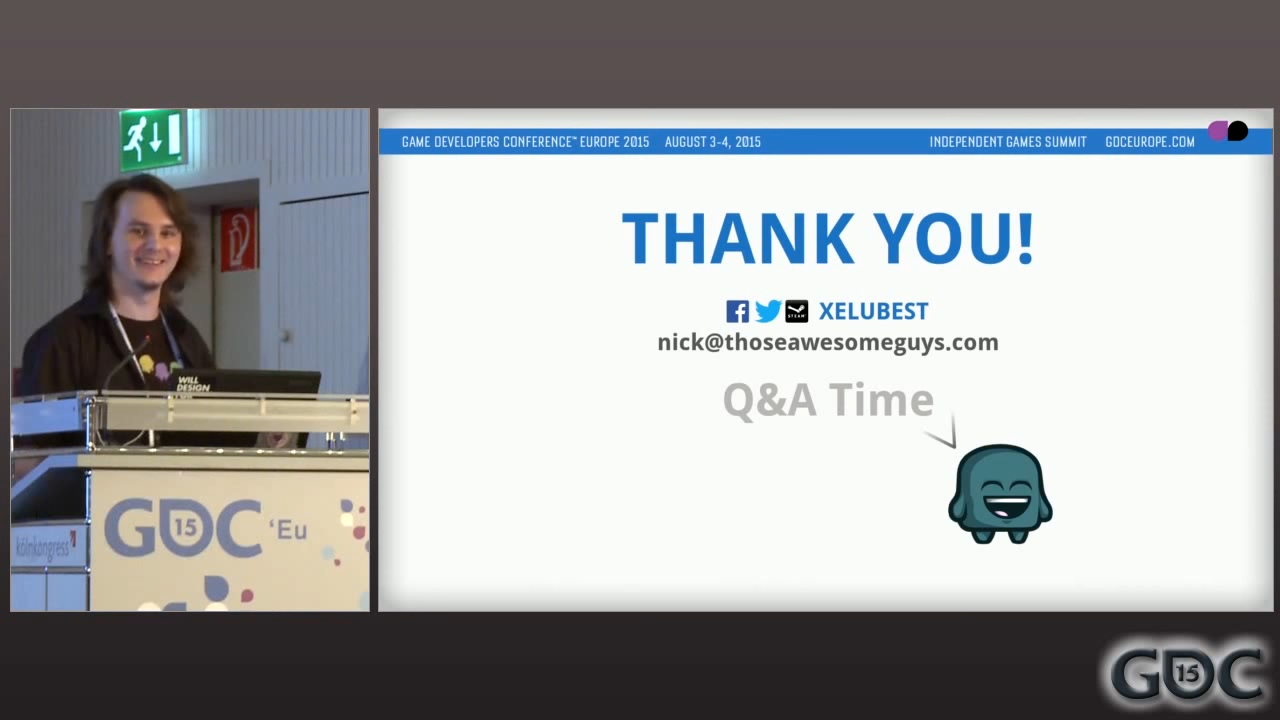 GAME DEVELOPERS CONFERENCE™ EUROPE 2015 AUGUST 3-4, 2015 INDEPENDENT GAMES SUMMIT GDCEUROPE.COM
THANK YOU!
STEAM XELUBEST
nick@thoseawesomeguys.com
Q&A Time
WILL
DESIGN
GDC 15 'Eu
kölnkongress
GDC 15